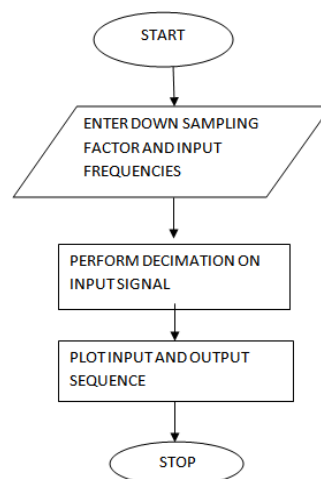 START
ENTER DOWN SAMPLING
FACTOR AND INPUT
FREQUENCIES
PERFORM DECIMATION ON
INPUT SIGNAL
PLOT INPUT AND OUTPUT
SEQUENCE
STOP